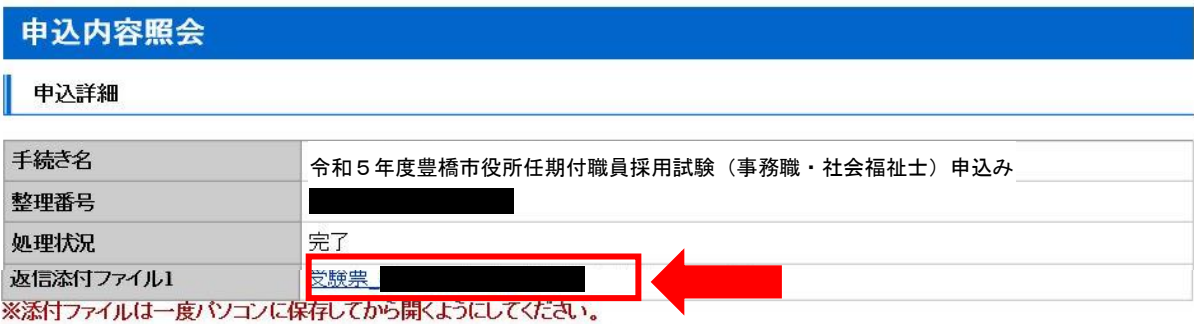 申込内容照会
申込詳細
手続き名 令和5年度豊橋市役所任期付職員採用試験（事務職・社会福祉士）申込み
整理番号
処理状況 完了
返信添付ファイル1 受験票_
※添付ファイルは一度パソコンに保存してから開くようにしてください。